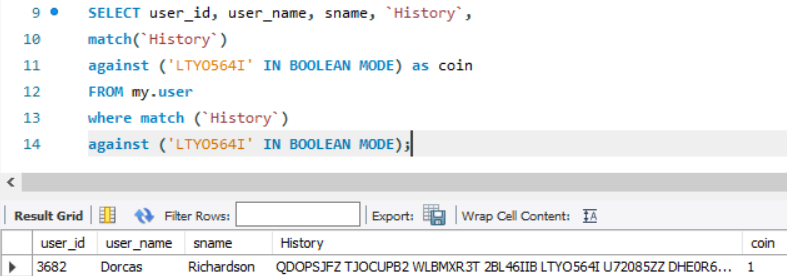 9 SELECT user_id, user_name, sname, `History`,
10 match(`History`)
11 against ('LTYO564I' IN BOOLEAN MODE) as coin
12 FROM my.user
13 where match (`History`)
14 against ('LTYO564I' IN BOOLEAN MODE);
Result Grid Filter Rows: Export: Wrap Cell Content: IA
user_id user_name sname History coin
3682 Dorcas Richardson QDOPSJFZ TJOCUPB2 WLBMXR3T 2BL46IIB LTYO564I U72085ZZ DHE0R6... 1